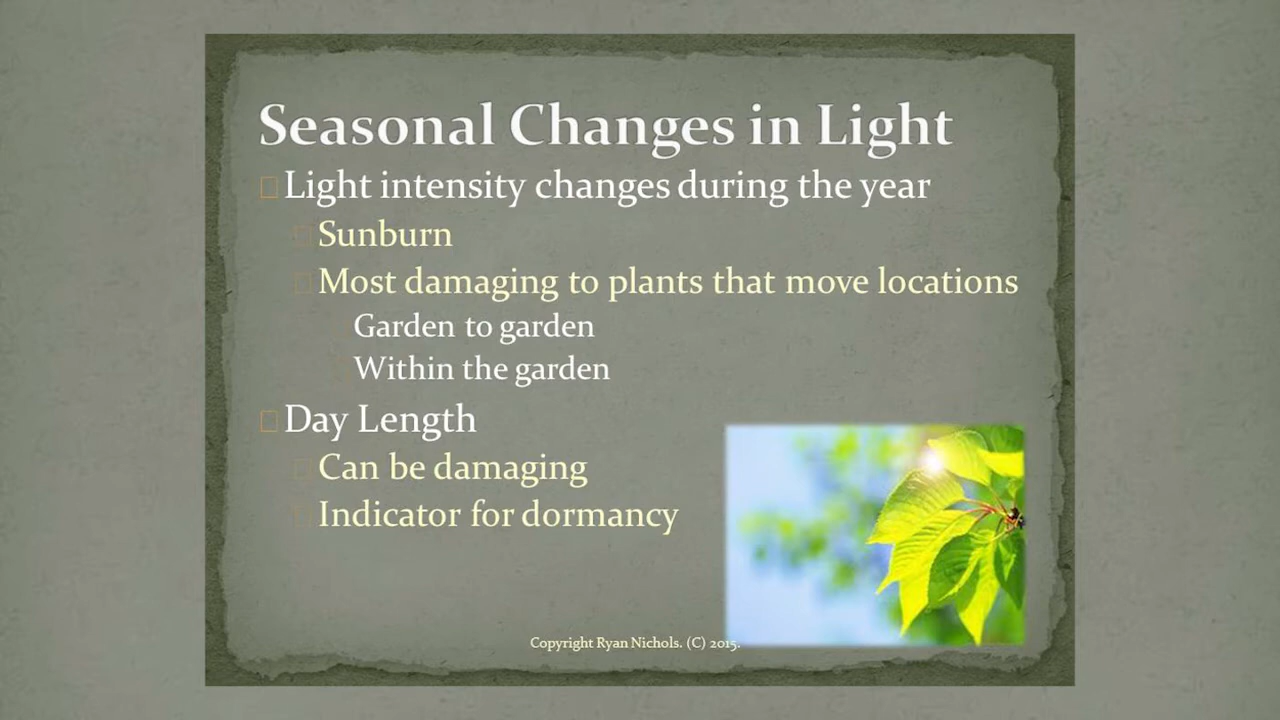 Seasonal Changes in Light
Light intensity changes during the year
Sunburn
Most damaging to plants that move locations
Garden to garden
Within the garden
Day Length
Can be damaging
Indicator for dormancy
Copyright Ryan Nichols. (C) 2015.